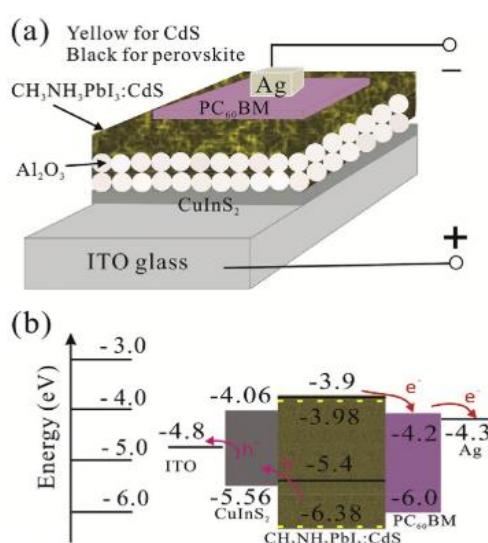 (a)
Yellow for CdS
Black for perovskite
−
CH₃NH₃PbI₃:CdS
Ag
PC₆₀BM
Al₂O₃
CuInS₂
+
ITO glass
(b)
Energy (eV)
-3.0
-4.0
-5.0
-6.0
-4.8
ITO
h⁻
-4.06
-5.56
CuInS₂
-3.9
-3.98
-5.4
-6.38
CH₃NH₃PbI₃:CdS
e⁻
-4.2
-6.0
PC₆₀BM
e⁻
-4.3
Ag